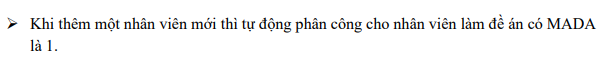 ➢ Khi thêm một nhân viên mới thì tự động phân công cho nhân viên làm đề án có MADA
là 1.